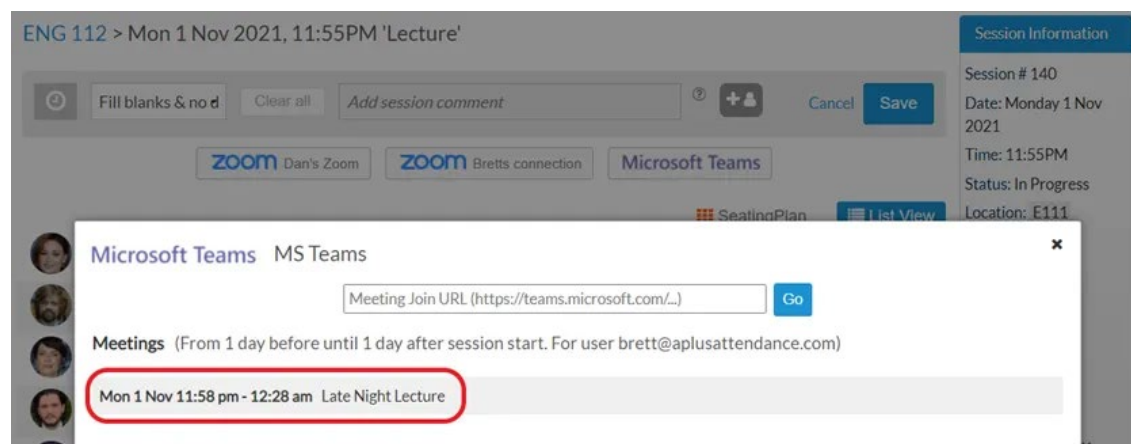 ENG 112 > Mon 1 Nov 2021, 11:55PM 'Lecture'
Session Information
Session # 140
Date: Monday 1 Nov
2021
Time: 11:55PM
Status: In Progress
Location: E111
Fill blanks & no d
Clear all
Add session comment
?
Cancel
Save
zoom Dan's Zoom
zoom Bretts connection
Microsoft Teams
SeatingPlan
List View
Microsoft Teams MS Teams
×
Meeting Join URL (https://teams.microsoft.com/...)
Go
Meetings (From 1 day before until 1 day after session start. For user brett@aplusattendance.com)
Mon 1 Nov 11:58 pm - 12:28 am Late Night Lecture